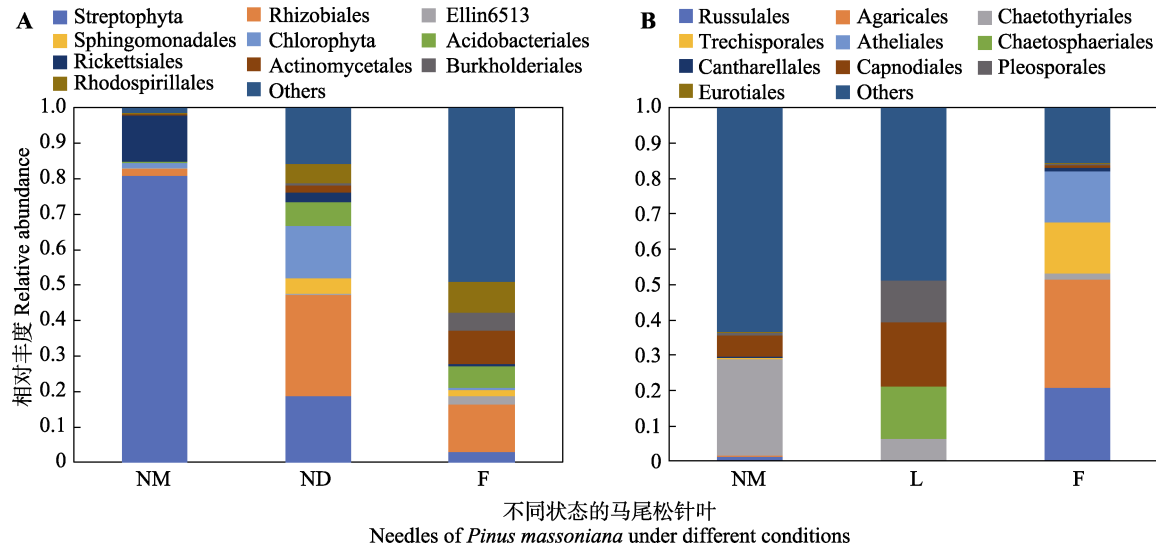 A
Streptophyta
Rhizobiales
Ellin6513
Sphingomonadales
Chlorophyta
Acidobacteriales
Rickettsiales
Actinomycetales
Burkholderiales
Rhodospirillales
Others
相对丰度 Relative abundance
1.0
0.9
0.8
0.7
0.6
0.5
0.4
0.3
0.2
0.1
0
NM
ND
F
B
Russulales
Agaricales
Chaetothyriales
Trechisporales
Atheliales
Chaetosphaeriales
Cantharellales
Capnodiales
Pleosporales
Eurotiales
Others
1.0
0.9
0.8
0.7
0.6
0.5
0.4
0.3
0.2
0.1
0
NM
L
F
不同状态的马尾松针叶
Needles of Pinus massoniana under different conditions